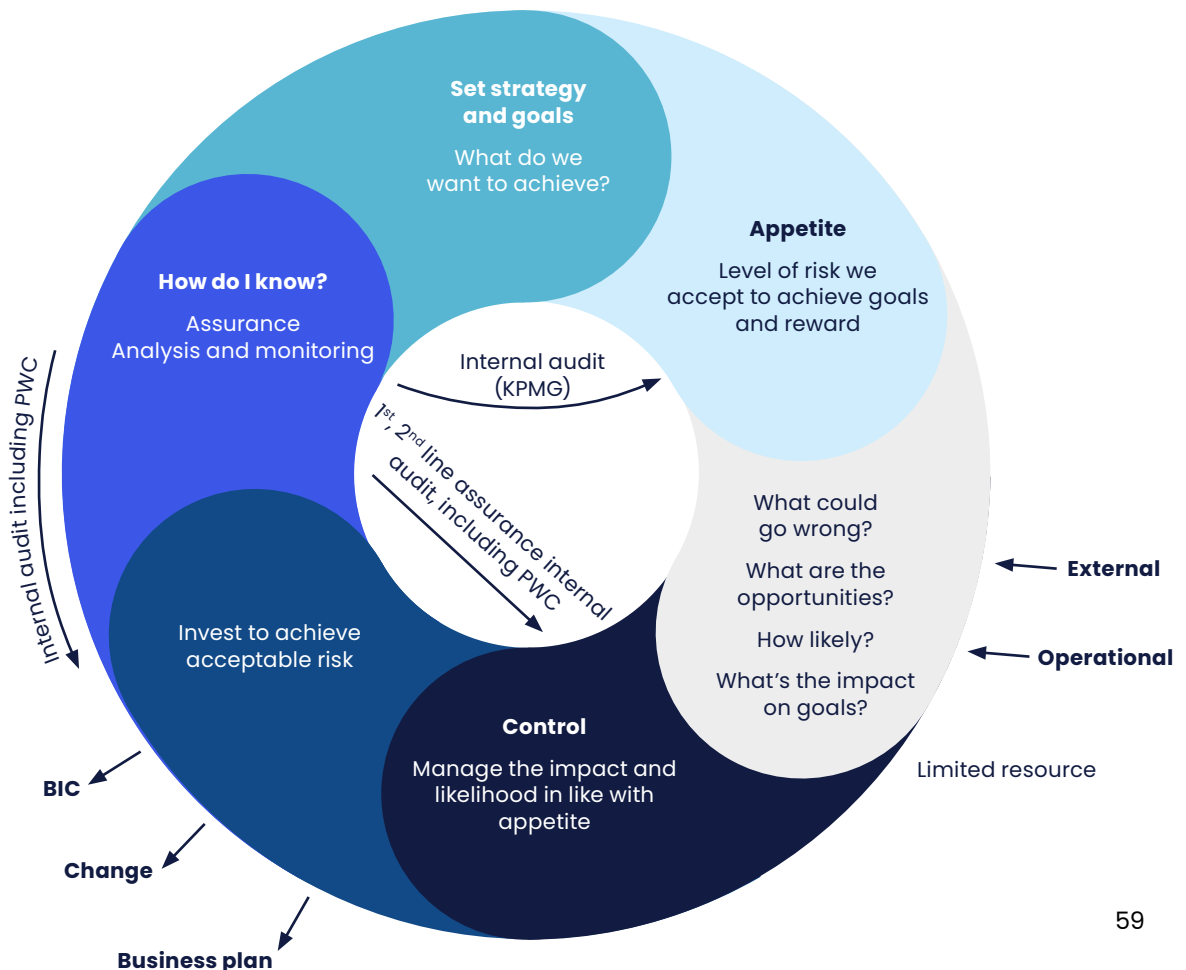 Set strategy
and goals
What do we
want to achieve?
Appetite
Level of risk we
accept to achieve goals
and reward
How do I know?
Assurance
Analysis and monitoring
Internal audit
(KPMG)
1st, 2nd line assurance internal
audit, including PWC
Internal audit including PWC
What could
go wrong?
What are the
opportunities?
How likely?
What's the impact
on goals?
External
Operational
Invest to achieve
acceptable risk
Control
Manage the impact and
likelihood in like with
appetite
Limited resource
BIC
Change
Business plan
59